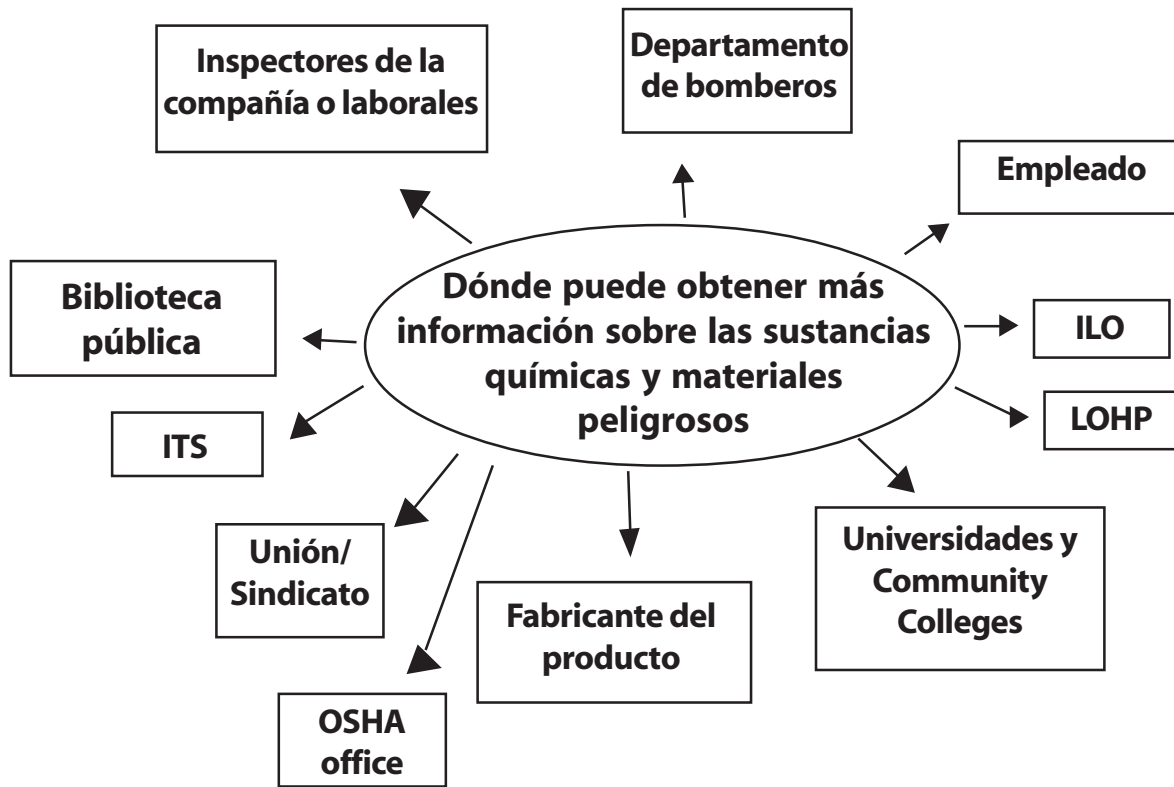 Inspectores de la
compañía o laborales
Departamento
de bomberos
Empleado
Biblioteca
pública
Dónde puede obtener más
información sobre las sustancias
químicas y materiales
peligrosos
ILO
LOHP
ITS
Unión/
Sindicato
Fabricante del
producto
Universidades y
Community
Colleges
OSHA
office